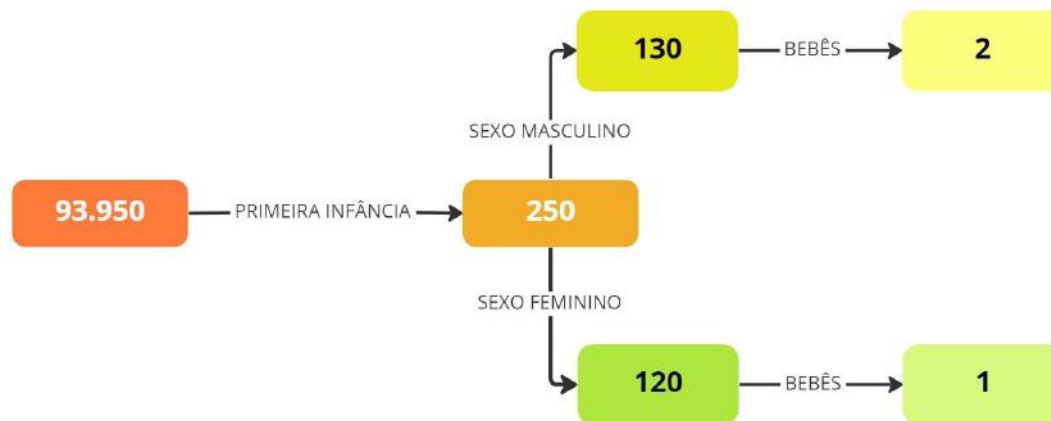 130
BEBÊS
2
SEXO MASCULINO
93.950
PRIMEIRA INFÂNCIA
250
SEXO FEMININO
120
BEBÊS
1